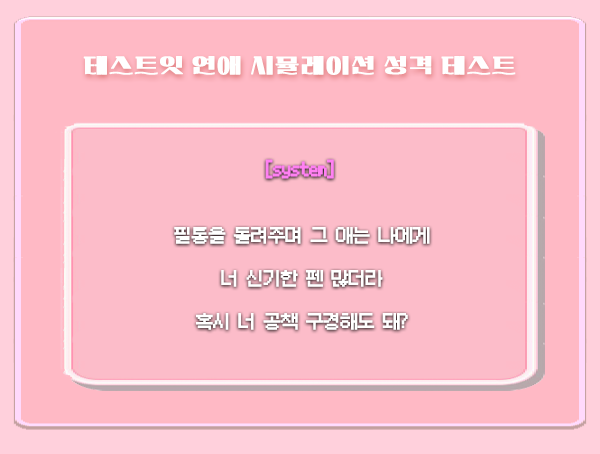 테스트잇 연애 시뮬레이션 성격 테스트
[system]
필통을 돌려주며 그 애는 나에게
너 신기한 펜 많더라
혹시 너 공책 구경해도 돼?